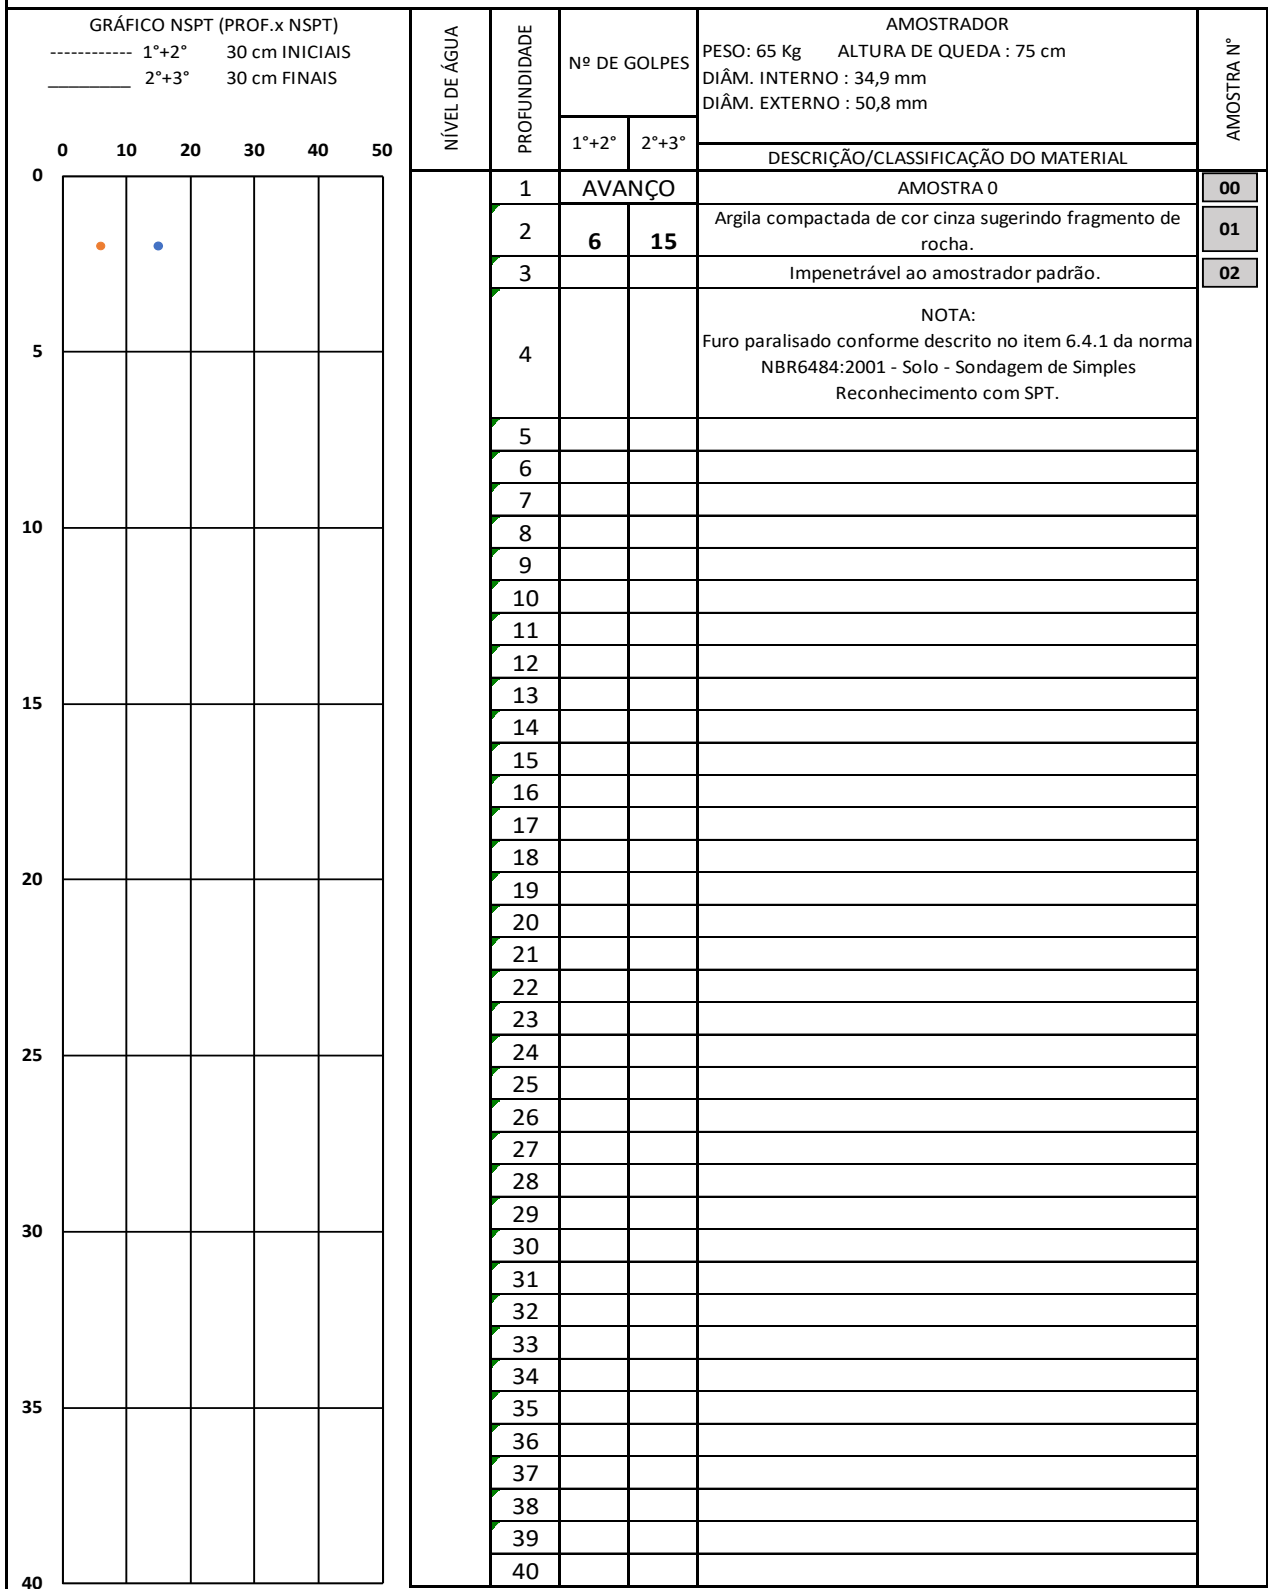 GRÁFICO NSPT (PROF.x NSPT)
------------ 1°+2° 30 cm INICIAIS
________ 2°+3° 30 cm FINAIS
0 10 20 30 40 50
0
5
10
15
20
25
30
35
40
NÍVEL DE ÁGUA
PROFUNDIDADE
Nº DE GOLPES
1°+2° 2°+3°
AMOSTRADOR
PESO: 65 Kg ALTURA DE QUEDA : 75 cm
DIÂM. INTERNO : 34,9 mm
DIÂM. EXTERNO : 50,8 mm
DESCRIÇÃO/CLASSIFICAÇÃO DO MATERIAL
AMOSTRA N°
1 AVANÇO AMOSTRA 0 00
2 6 15 Argila compactada de cor cinza sugerindo fragmento de
rocha. 01
3 Impenetrável ao amostrador padrão. 02
4 NOTA:
Furo paralisado conforme descrito no item 6.4.1 da norma
NBR6484:2001 - Solo - Sondagem de Simples
Reconhecimento com SPT.
5
6
7
8
9
10
11
12
13
14
15
16
17
18
19
20
21
22
23
24
25
26
27
28
29
30
31
32
33
34
35
36
37
38
39
40